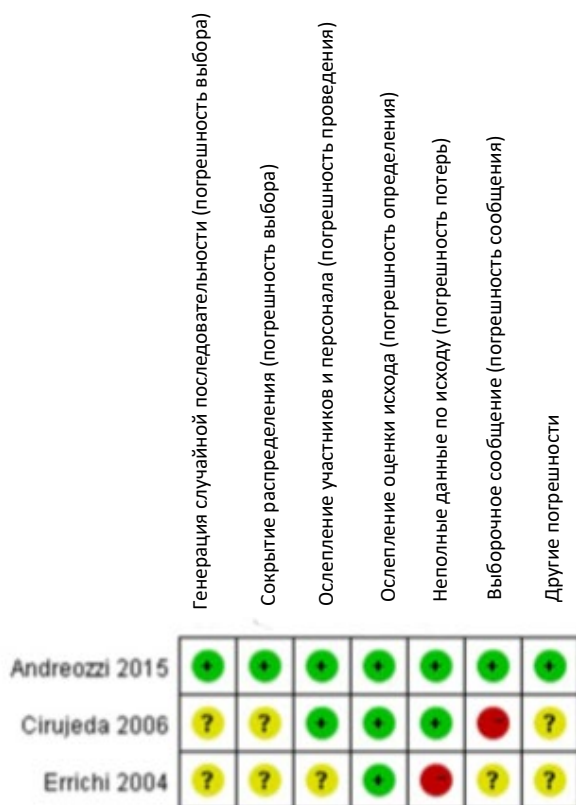 Генерация случайной последовательности (погрешность выбора)
Сокрытие распределения (погрешность выбора)
Ослепление участников и персонала (погрешность проведения)
Ослепление оценки исхода (погрешность определения)
Неполные данные по исходу (погрешность потерь)
Выборочное сообщение (погрешность сообщения)
Другие погрешности
Andreozzi 2015 + + + + + + +
Cirujeda 2006 ? ? + + + - ?
Errichi 2004 ? ? ? + - ? ?